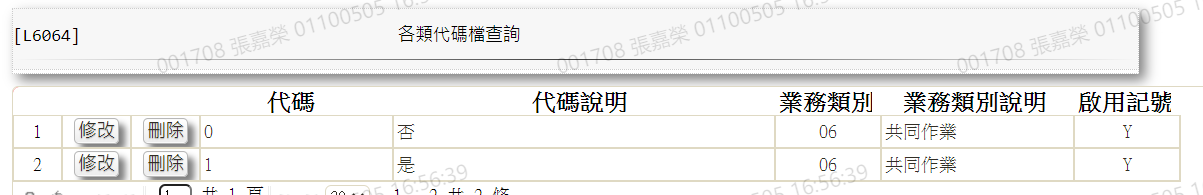 [L6064] 各類代碼檔查詢
001708 張嘉榮 01100505 16:56:39
代碼 代碼說明 業務類別 業務類別說明 啟用記號
1 修改 刪除 0 否 06 共同作業 Y
2 修改 刪除 1 是 06 共同作業 Y